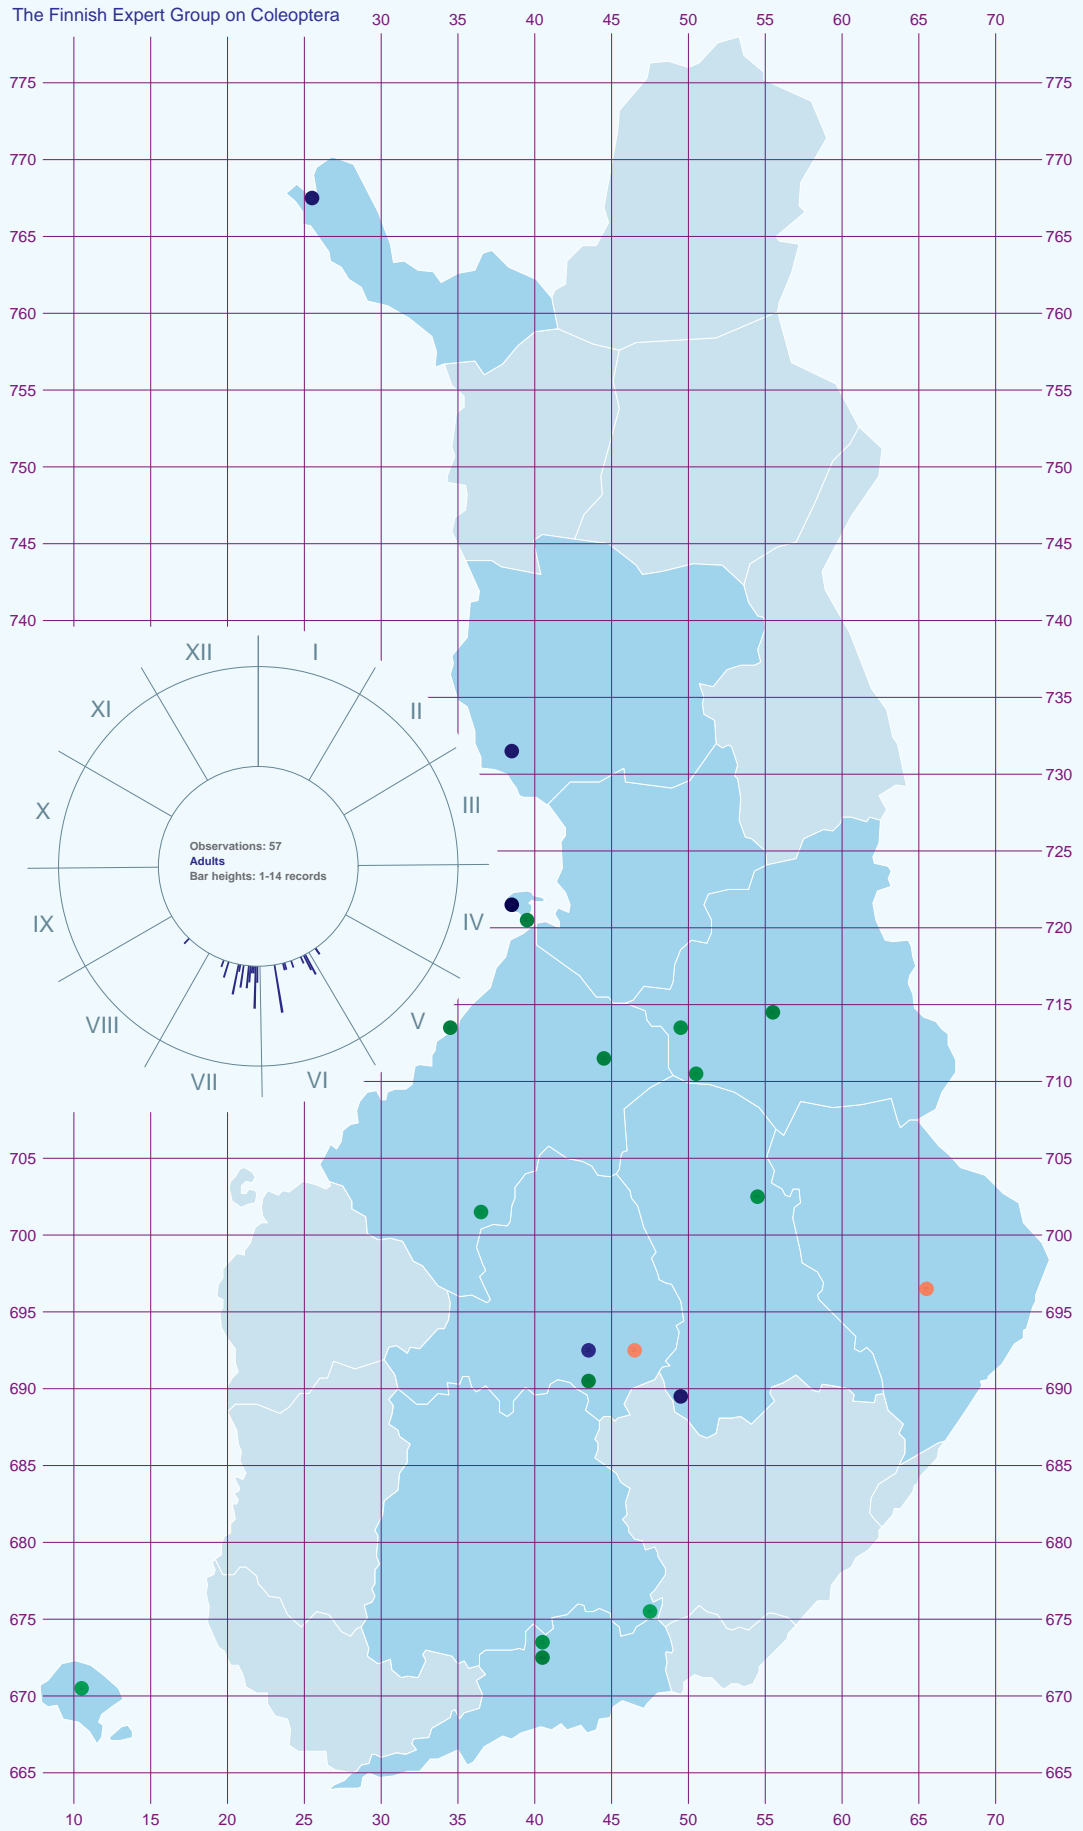 The Finnish Expert Group on Coleoptera
30 35 40 45 50 55 60 65 70
775 775
770 770
765 765
760 760
755 755
750 750
745 745
740 740
XII I
XI II
735
730
X III
Observations: 57
Adults
Bar heights: 1-14 records
725
IX IV
720
715
VIII V
VII VI
710
705 705
700 700
695 695
690 690
685 685
680 680
675 675
670 670
665 665
10 15 20 25 30 35 40 45 50 55 60 65 70